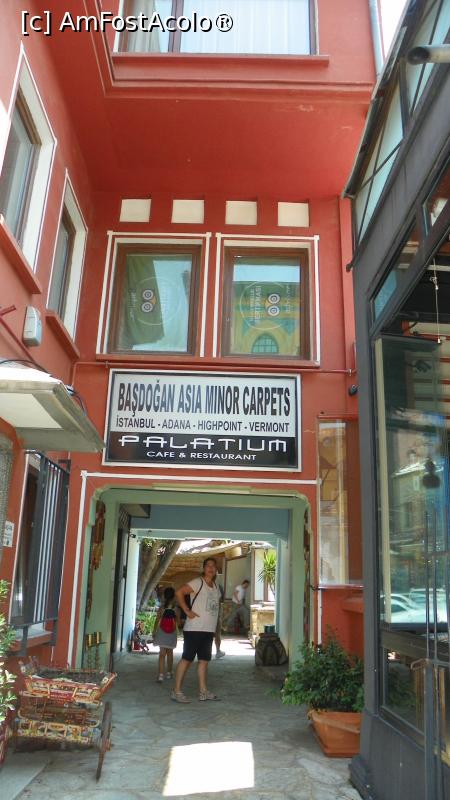 [c] AmFostAcolo®
BAŞDOĞAN ASIA MINOR CARPETS
İSTANBUL - ADANA - HIGHPOINT - VERMONT
PALATIUM
CAFE & RESTAURANT